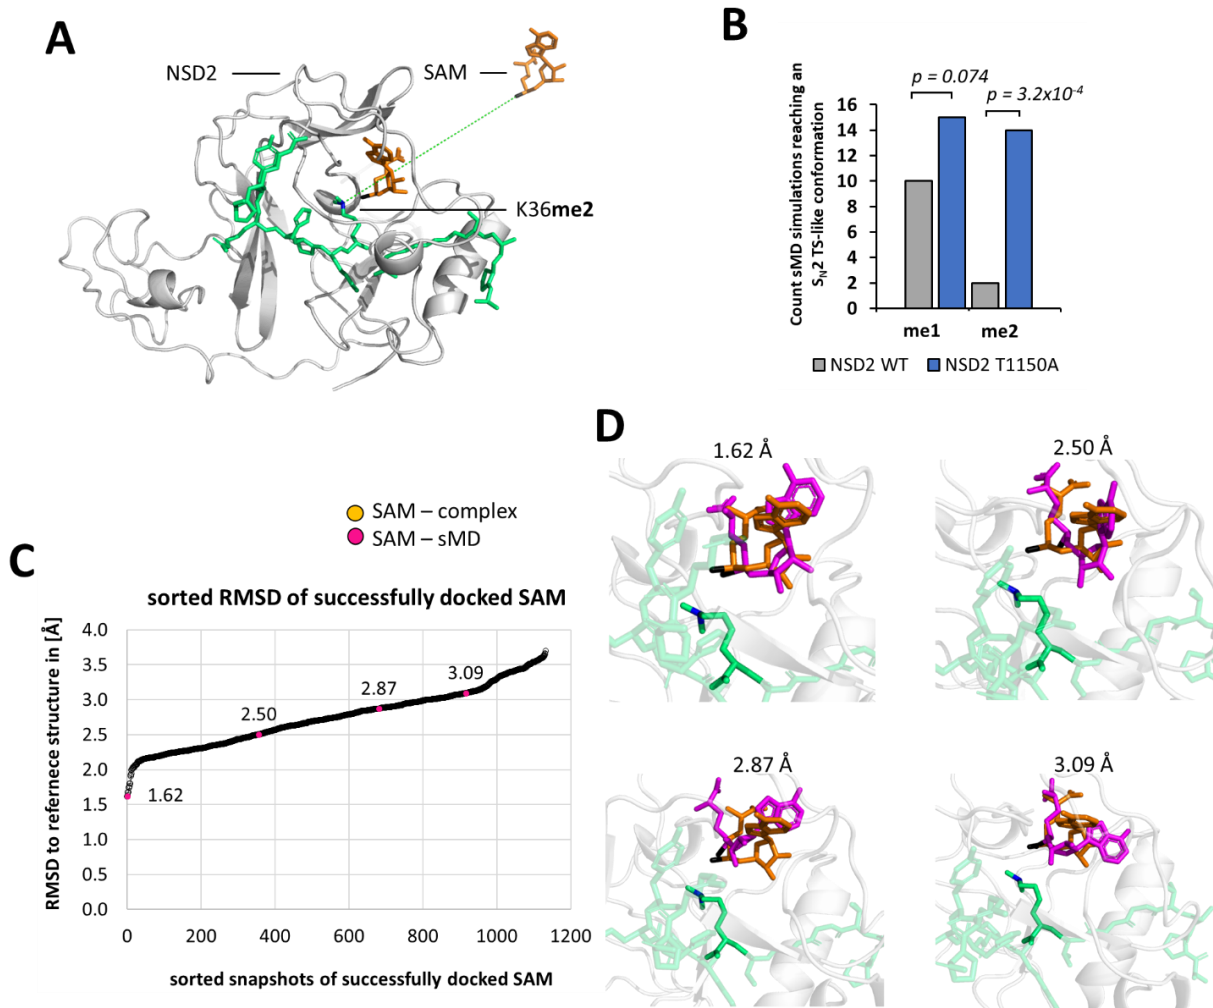 A
NSD2
SAM
K36me2
B
Count sMD simulations reaching an
SN2 TS-like conformation
p = 0.074
p = 3.2x10-4
16
14
12
10
8
6
4
2
0
me1
me2
NSD2 WT
NSD2 T1150A
SAM – complex
SAM – sMD
C
sorted RMSD of successfully docked SAM
RMSD to refernece structure in [Å]
4.0
3.5
3.0
2.5
2.0
1.5
1.0
0.5
0.0
1.62
2.50
2.87
3.09
0
200
400
600
800
1000
1200
sorted snapshots of successfully docked SAM
D
1.62 Å
2.50 Å
2.87 Å
3.09 Å